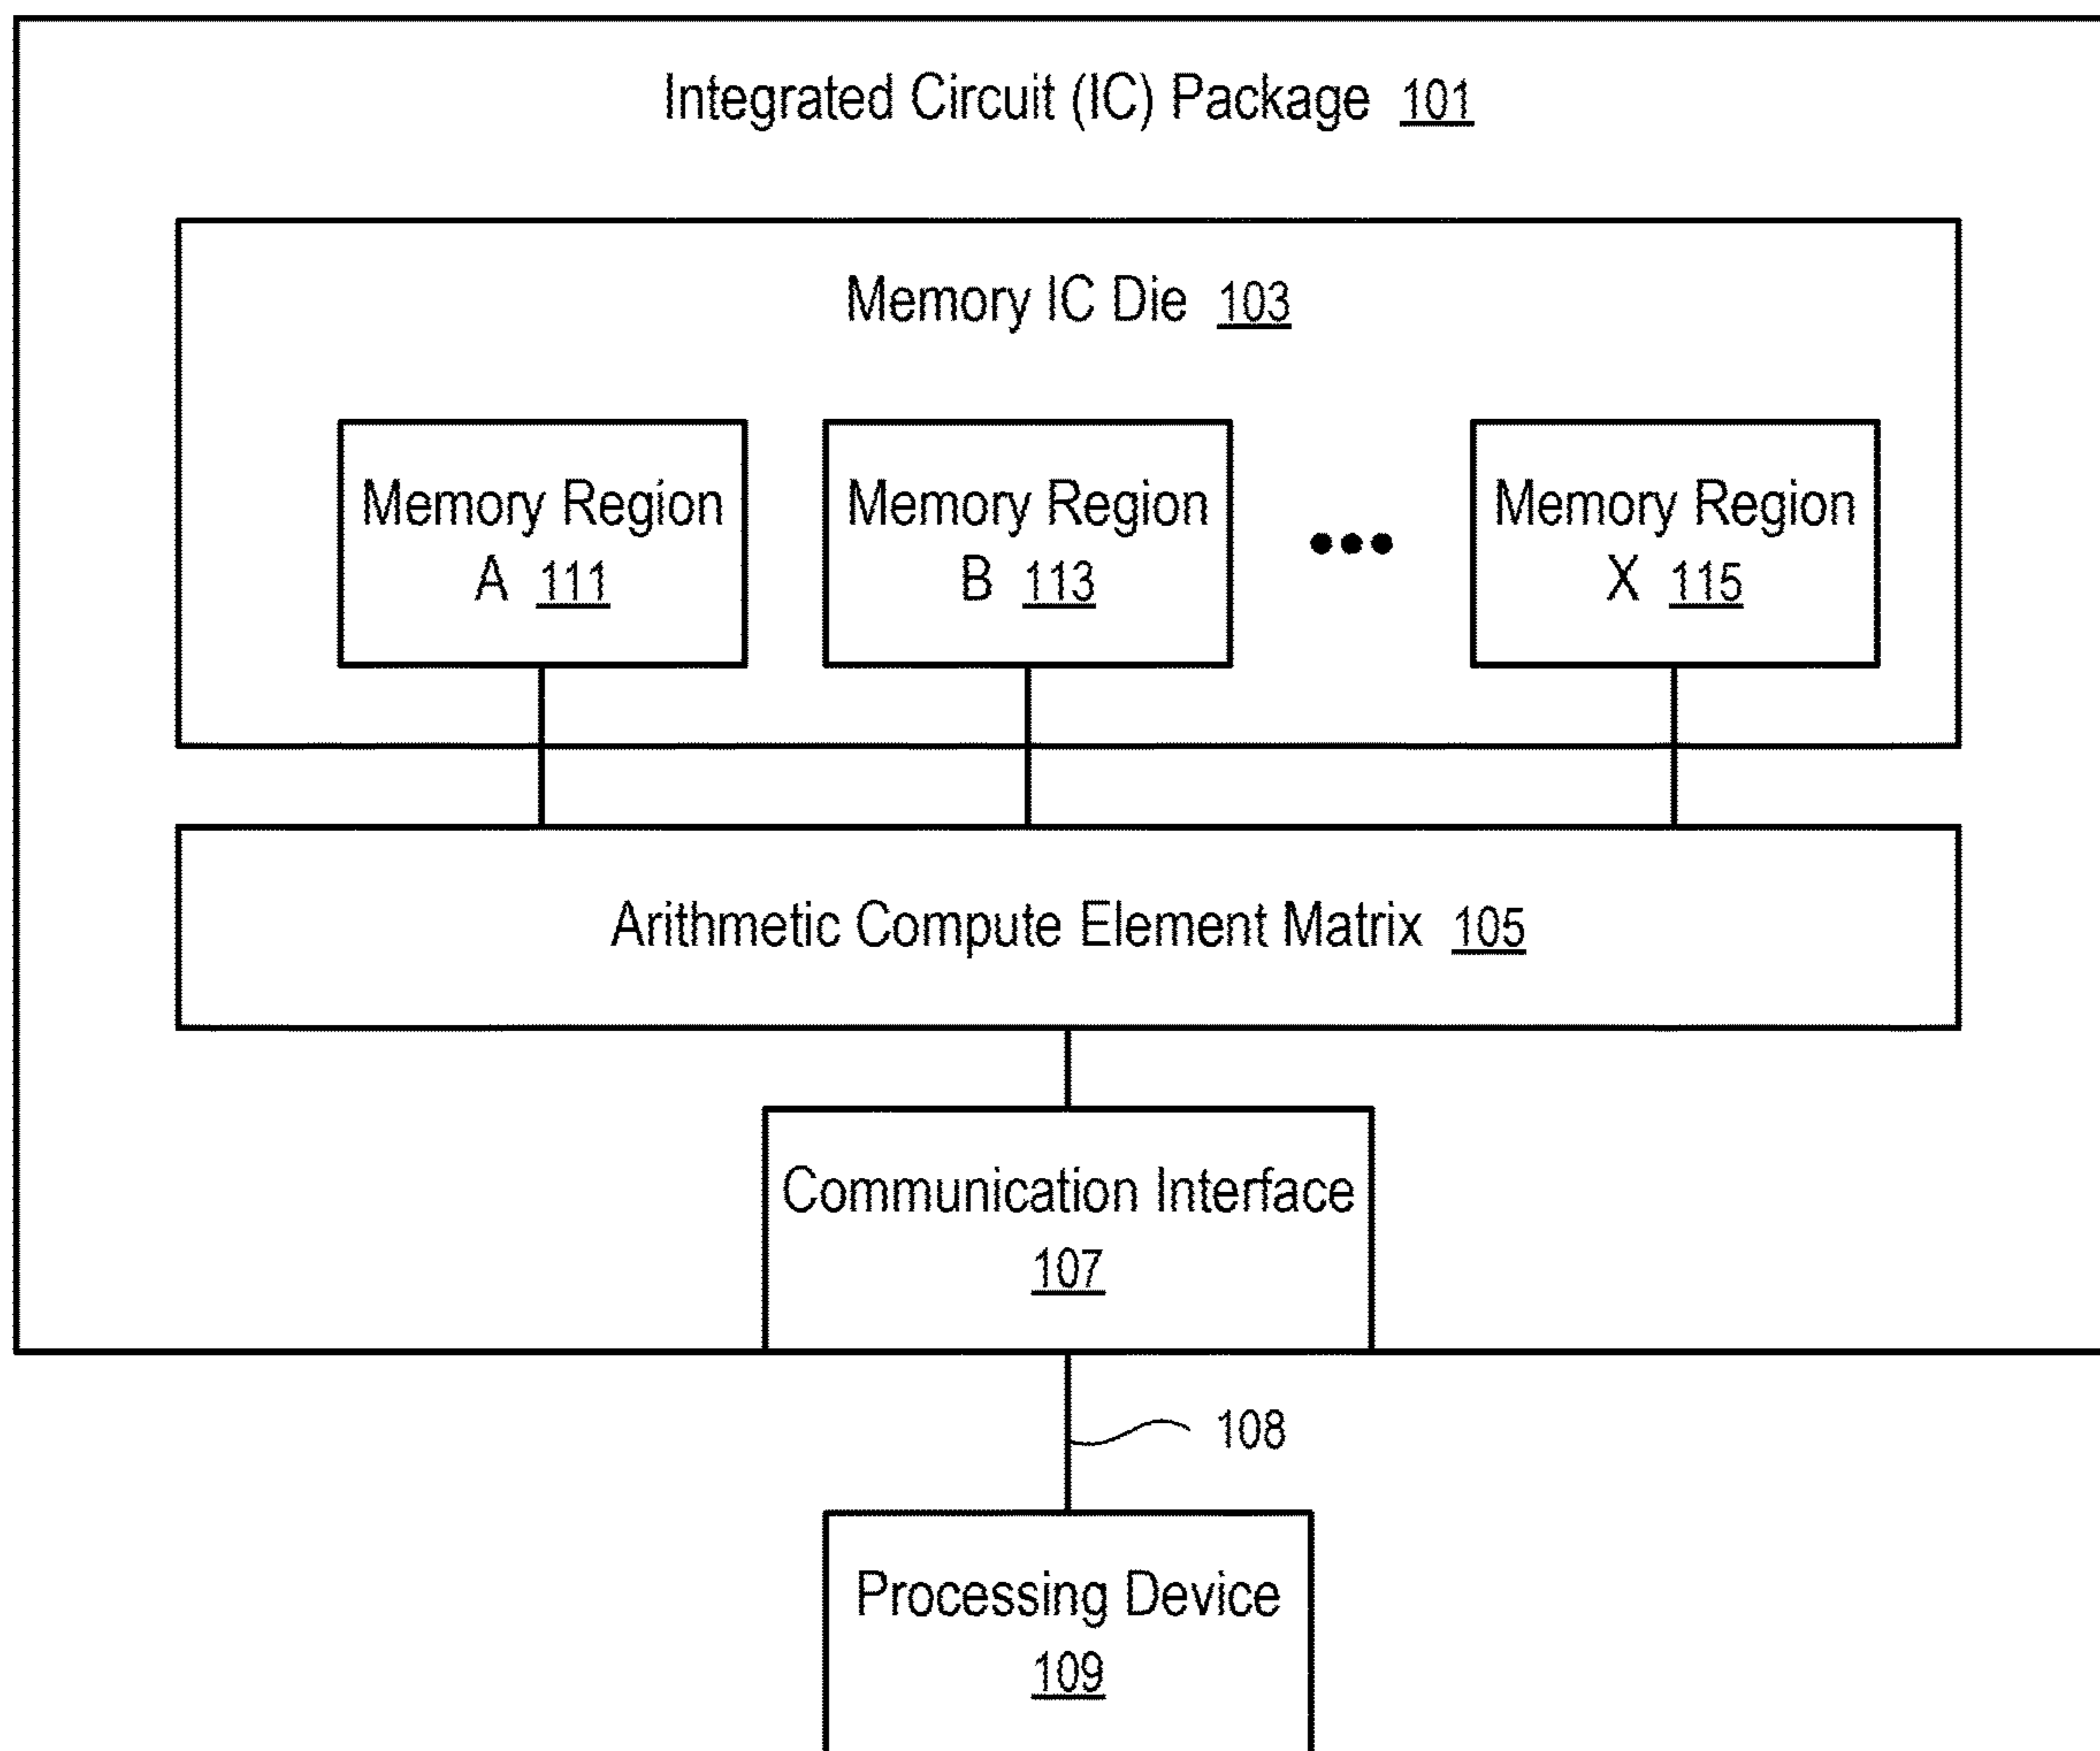 Integrated Circuit (IC) Package 101
Memory IC Die 103
Memory Region
A 111
Memory Region
B 113
Memory Region
X 115
Arithmetic Compute Element Matrix 105
Communication Interface
107
108
Processing Device
109